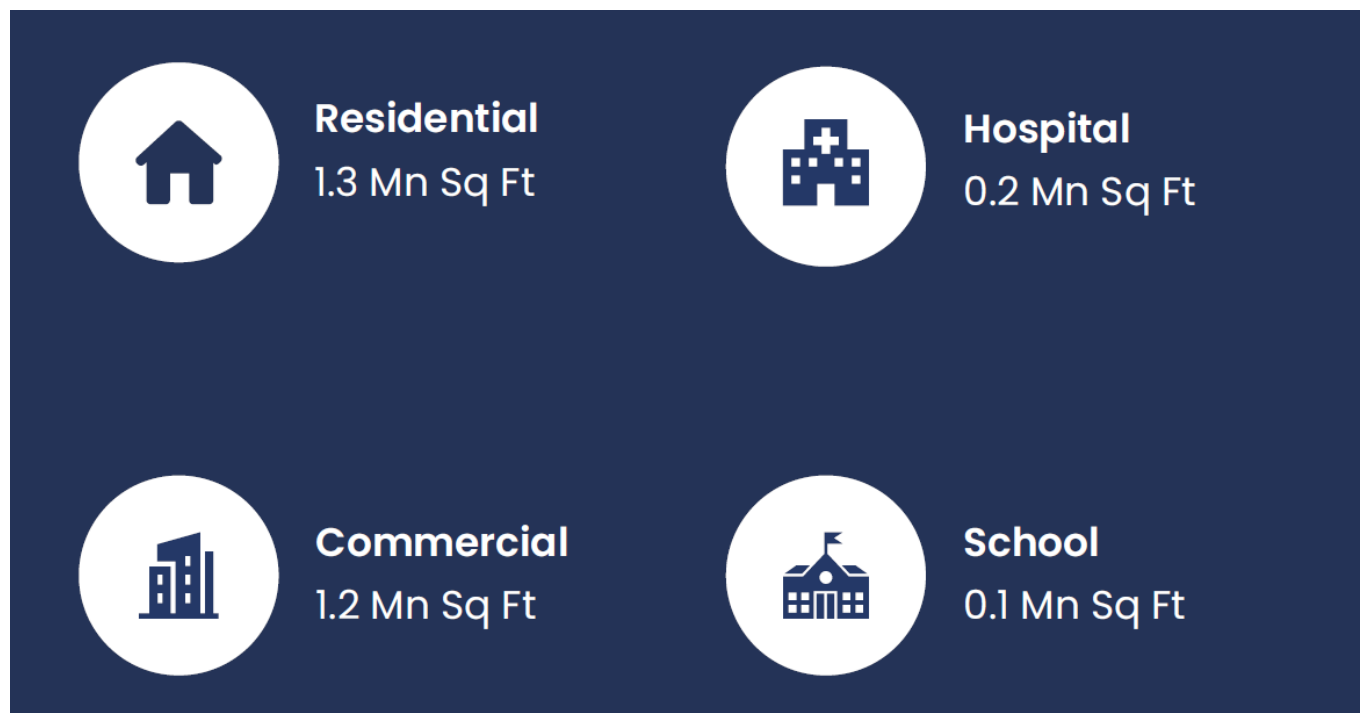 Residential
1.3 Mn Sq Ft
Hospital
0.2 Mn Sq Ft
Commercial
1.2 Mn Sq Ft
School
0.1 Mn Sq Ft